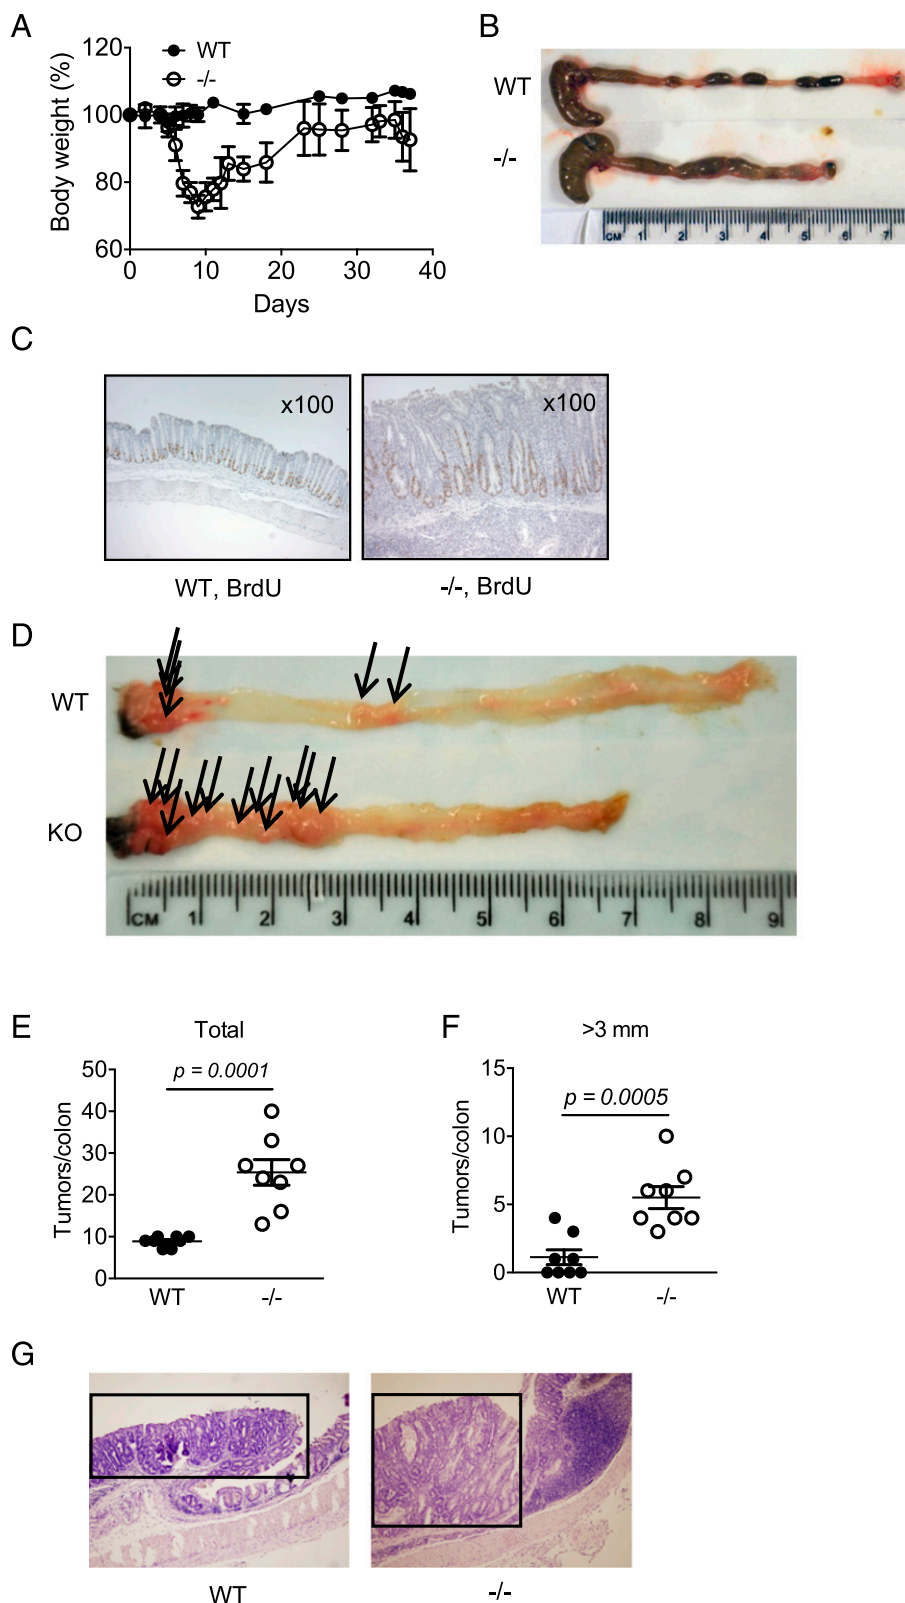 A
120
100
80
60
Body weight (%)
WT
-/-
0
10
20
30
40
Days
B
WT
-/-
CM 1 2 3 4 5 6 7
C
x100
x100
WT, BrdU
-/-, BrdU
D
WT
KO
CM 1 2 3 4 5 6 7 8 9
E
Total
p = 0.0001
50
40
30
20
10
0
Tumors/colon
WT
-/-
F
>3 mm
p = 0.0005
15
10
5
0
Tumors/colon
WT
-/-
G
WT
-/-